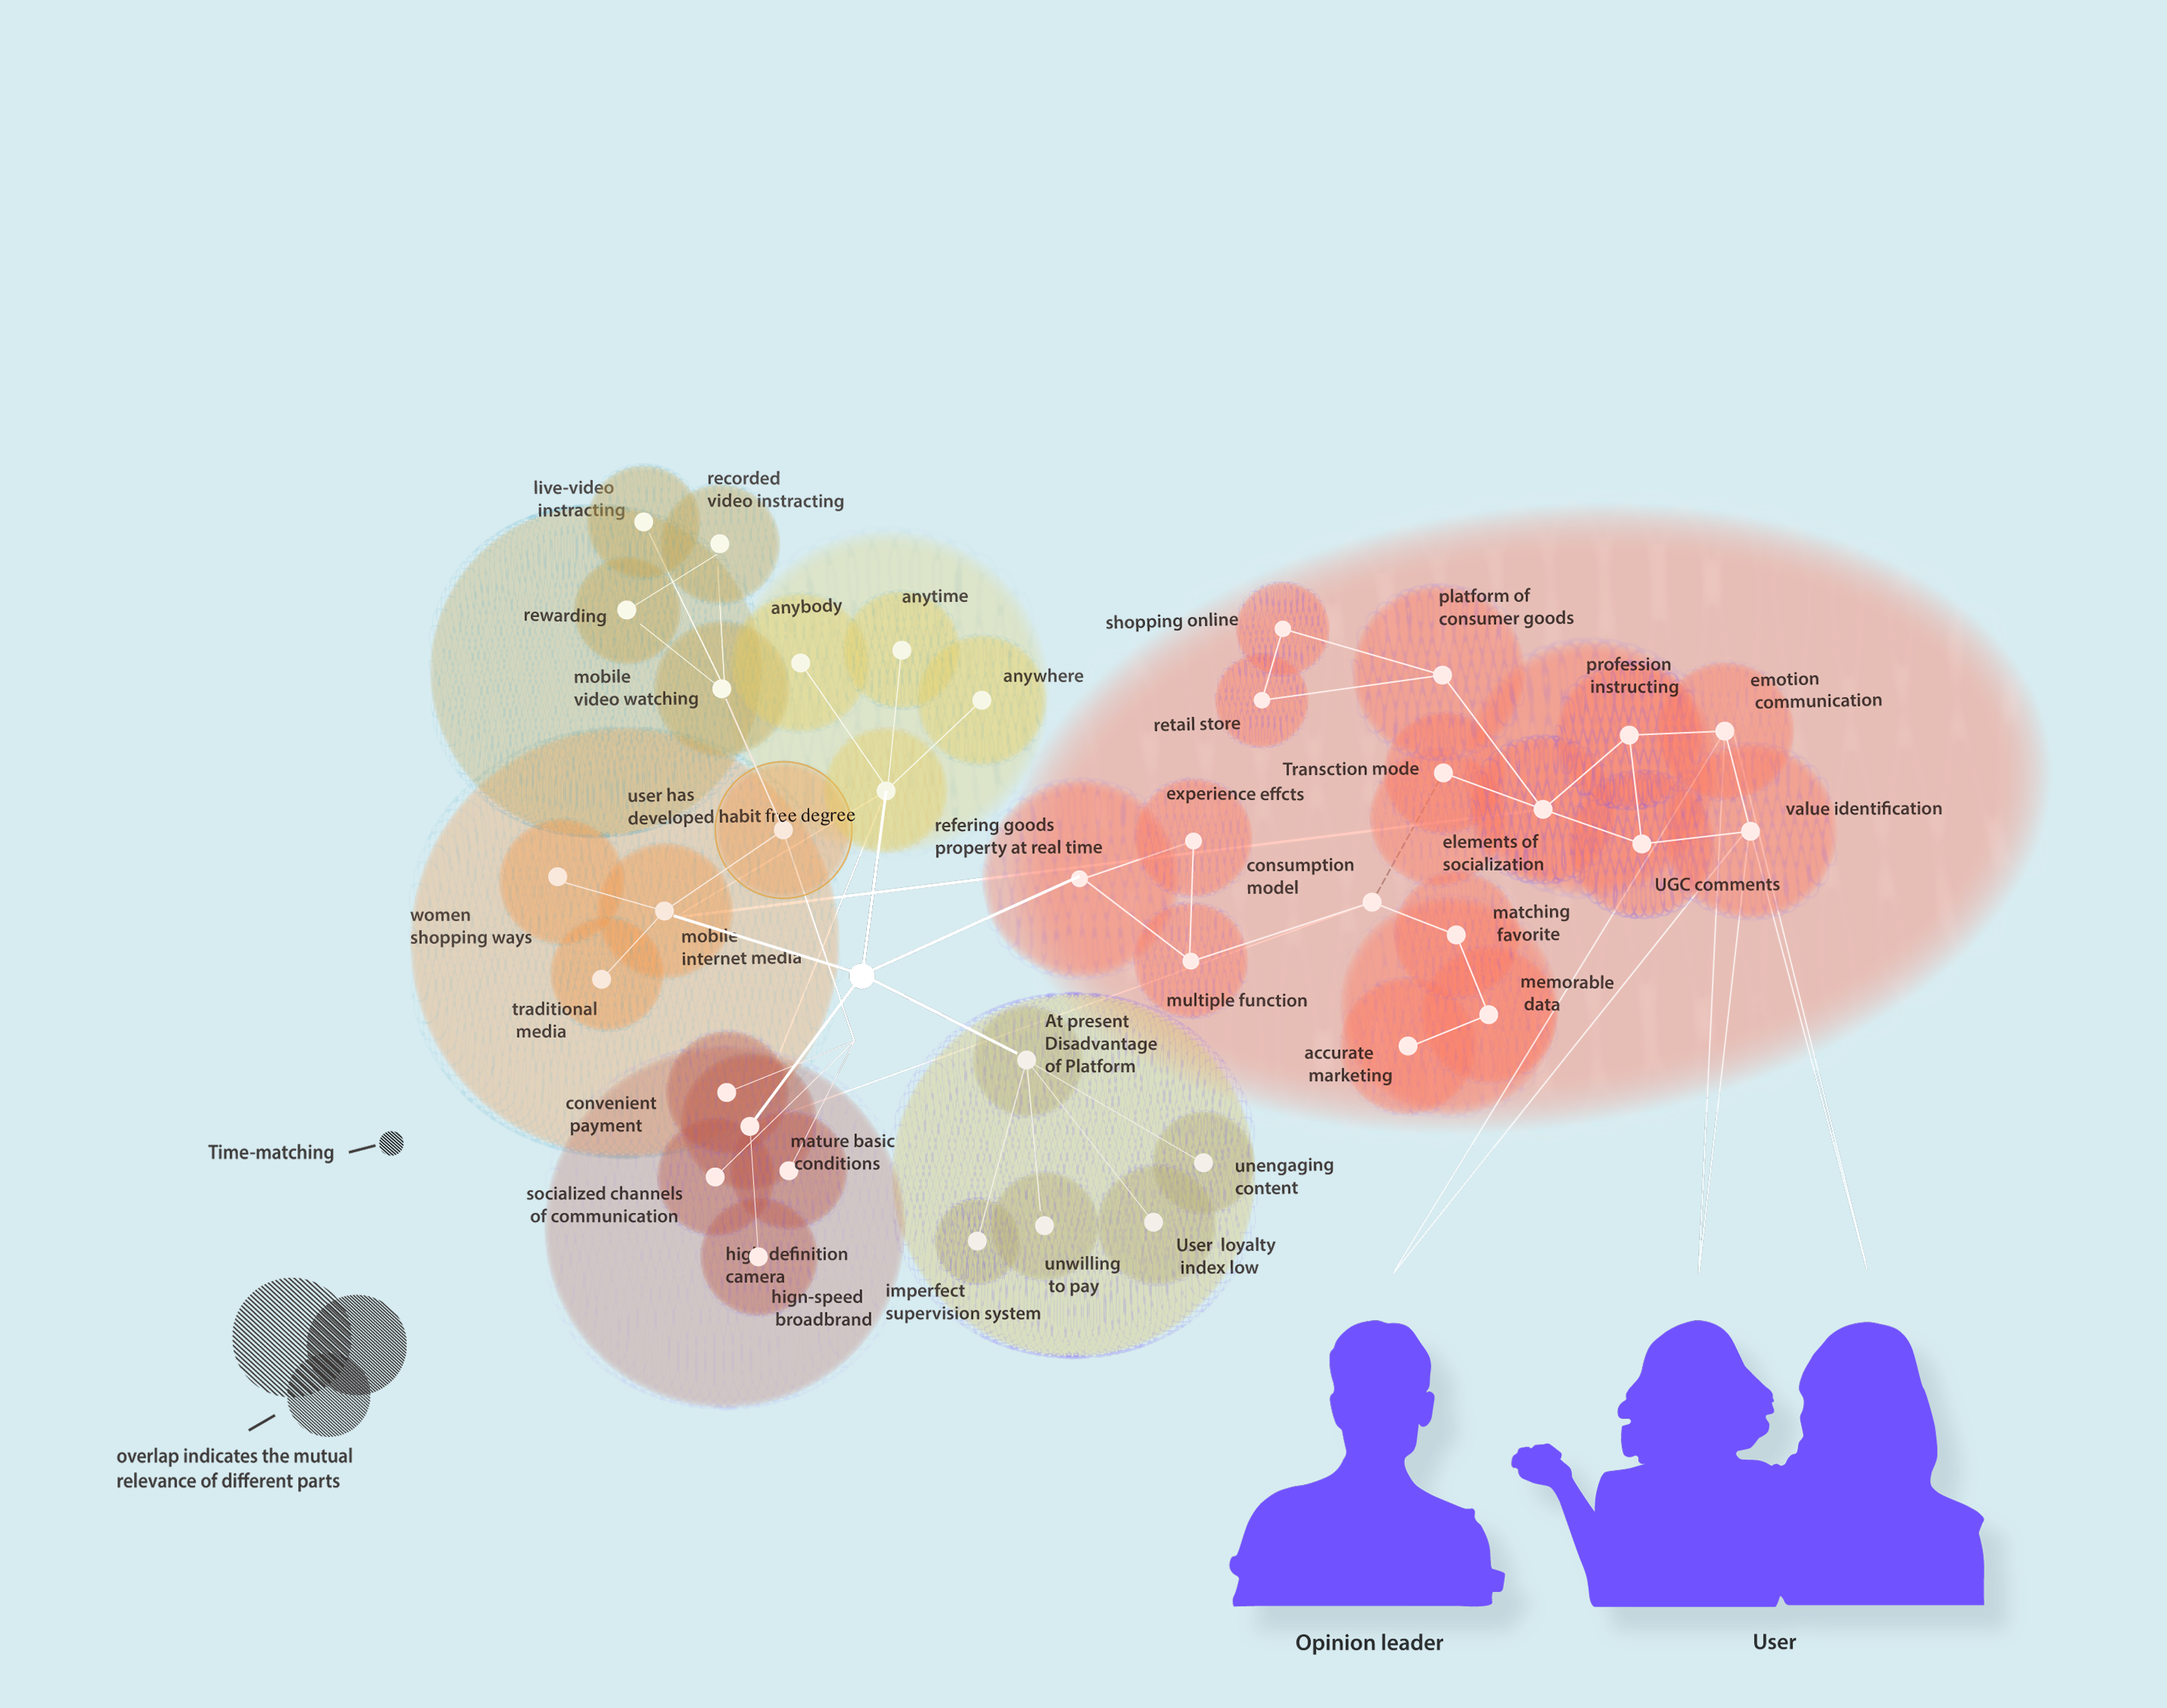 live-video
instracting
recorded
video instracting
rewarding
mobile
video watching
anybody
anytime
anywhere
user has
developed habit free degree
women
shopping ways
mobile
internet media
traditional
media
shopping online
retail store
platform of
consumer goods
profession
instructing
emotion
communication
Transction mode
value identification
experience effcts
refering goods
property at real time
elements of
socialization
consumption
model
UGC comments
matching
favorite
memorable
data
multiple function
accurate
marketing
At present
Disadvantage
of Platform
convenient
payment
mature basic
conditions
socialized channels
of communication
high definition
camera
hign-speed
broadbrand
unengaging
content
User loyalty
index low
unwilling
to pay
imperfect
supervision system
Time-matching
overlap indicates the mutual
relevance of different parts
Opinion leader
User